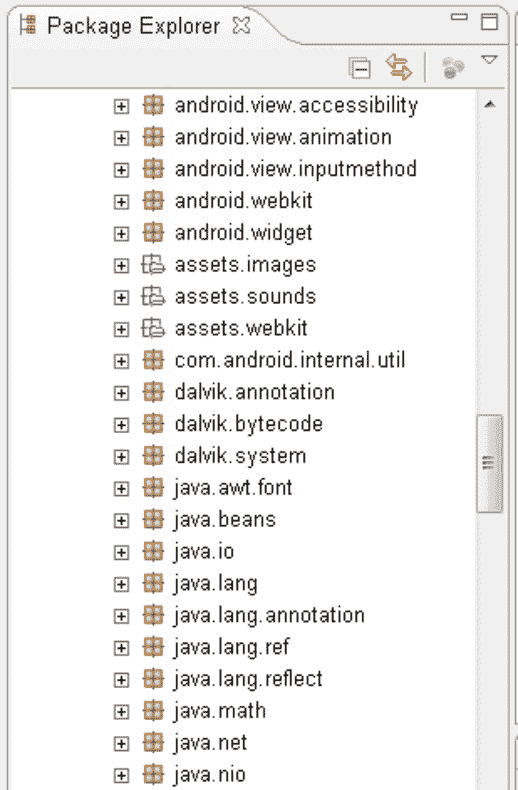 Package Explorer
android.view.accessibility
android.view.animation
android.view.inputmethod
android.webkit
android.widget
assets.images
assets.sounds
assets.webkit
com.android.internal.util
dalvik.annotation
dalvik.bytecode
dalvik.system
java.awt.font
java.beans
java.io
java.lang
java.lang.annotation
java.lang.ref
java.lang.reflect
java.math
java.net
java.nio